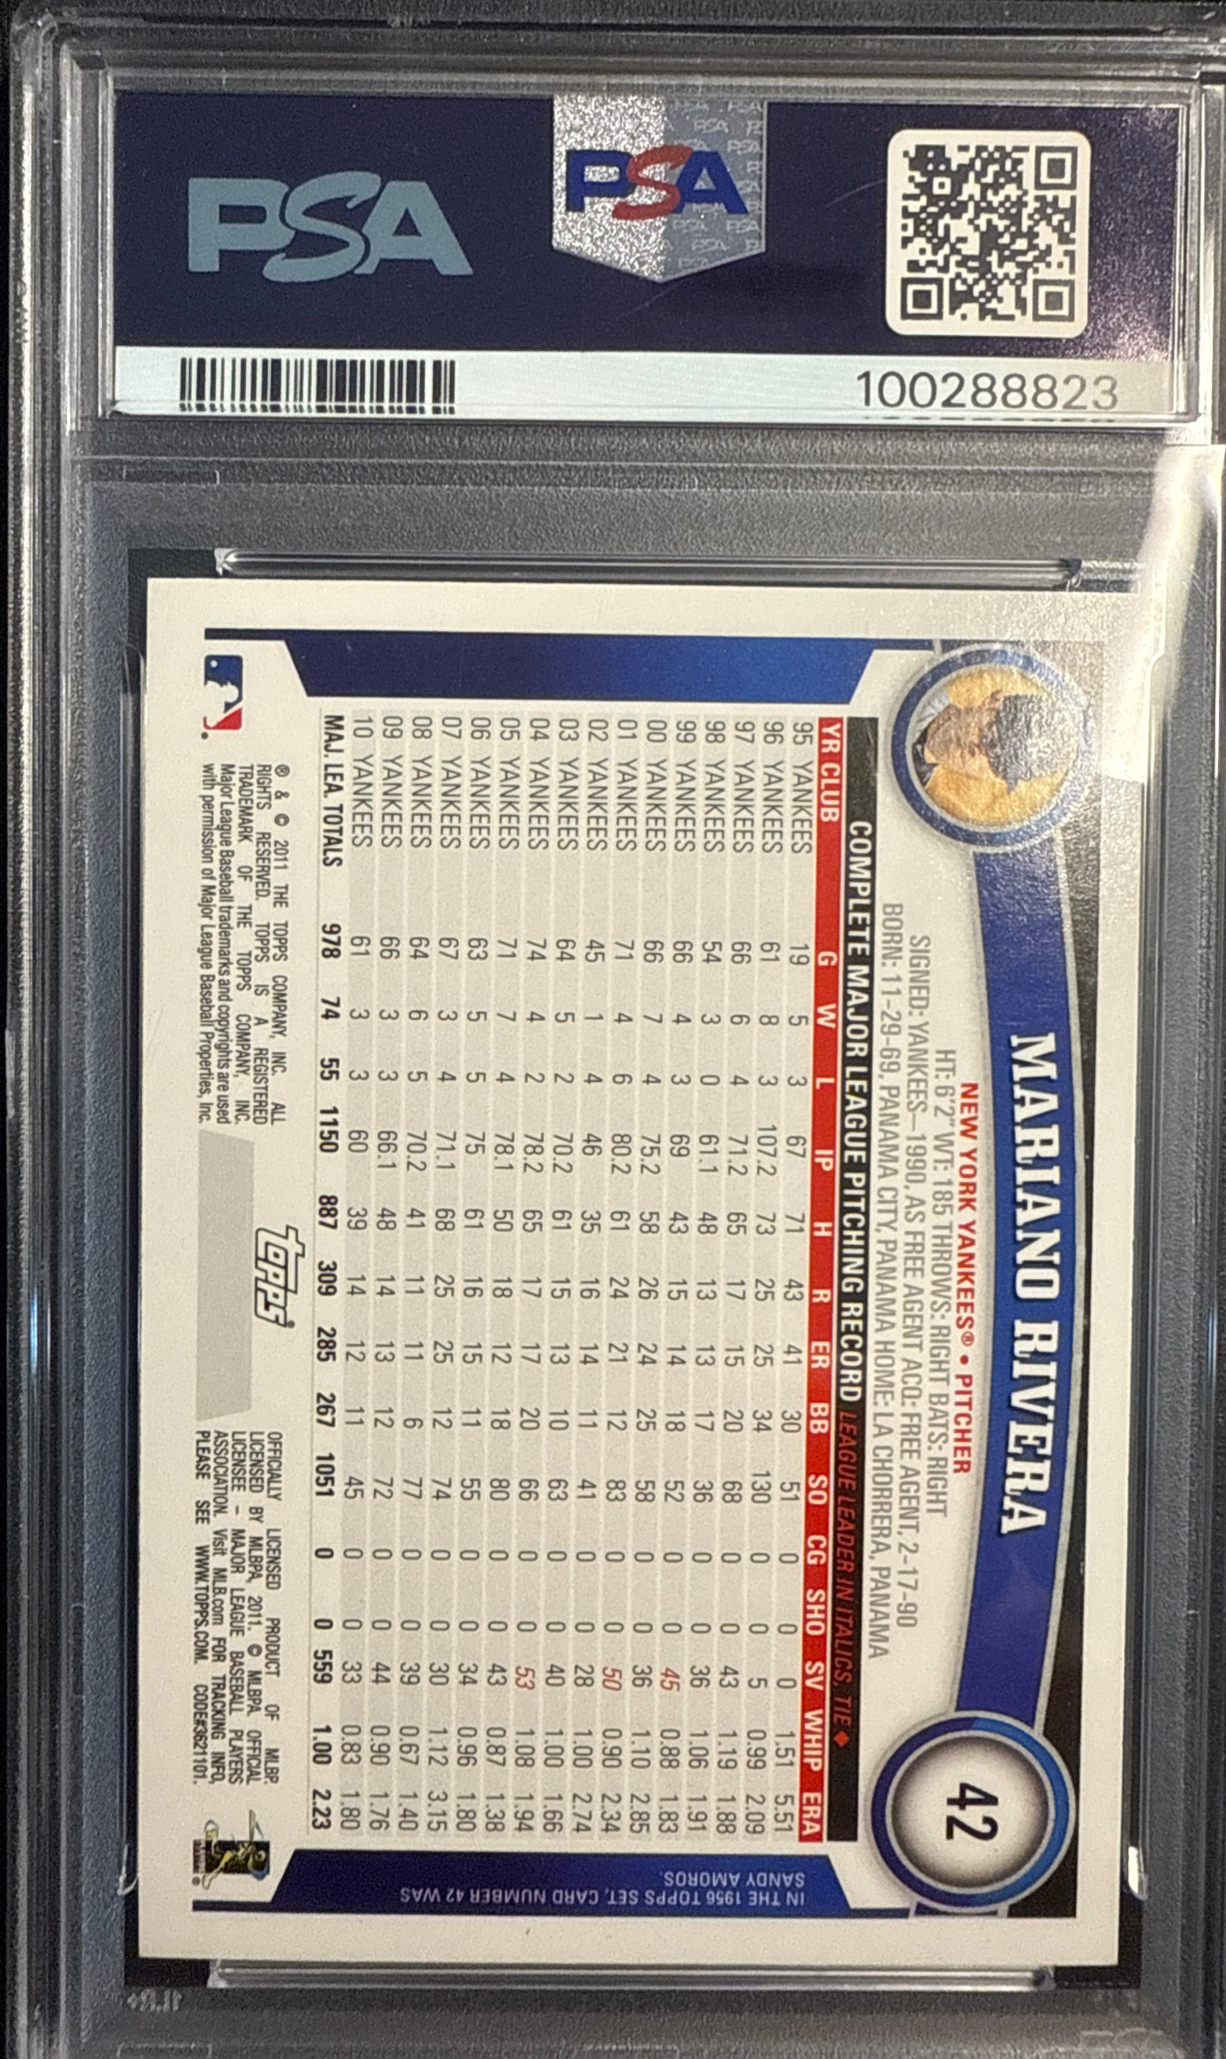 PSA
PSA
100288823
MARIANO RIVERA
42
NEW YORK YANKEES® • PITCHER
HT: 6'2" WT: 185 THROWS: RIGHT BATS: RIGHT
SIGNED: YANKEES–1990, AS FREE AGENT ACQ: FREE AGENT, 2-17-90
BORN: 11-29-69, PANAMA CITY, PANAMA HOME: LA CHORRERA, PANAMA
COMPLETE MAJOR LEAGUE PITCHING RECORD LEAGUE LEADER IN ITALICS, TIE ♦
YR CLUB G W L IP H R ER BB SO CG SHO SV WHIP ERA
95 YANKEES 19 5 3 67 71 43 41 30 51 0 0 0 1.51 5.51
96 YANKEES 61 8 3 107.2 73 25 25 34 130 0 0 5 0.99 2.09
97 YANKEES 66 6 4 71.2 65 17 15 20 68 0 0 43 1.19 1.88
98 YANKEES 54 3 0 61.1 48 13 13 17 36 0 0 36 1.06 1.91
99 YANKEES 66 4 3 69 43 15 14 18 52 0 0 45 0.88 1.83
00 YANKEES 66 7 4 75.2 58 26 24 25 58 0 0 36 1.10 2.85
01 YANKEES 71 4 6 80.2 61 24 21 12 83 0 0 50 0.90 2.34
02 YANKEES 45 1 4 46 35 16 14 11 41 0 0 28 1.00 2.74
03 YANKEES 64 5 2 70.2 61 15 13 10 63 0 0 40 1.00 1.66
04 YANKEES 74 4 2 78.2 65 17 17 20 66 0 0 53 1.08 1.94
05 YANKEES 71 7 4 78.1 50 18 12 18 80 0 0 43 0.87 1.38
06 YANKEES 63 5 5 75 61 16 15 11 55 0 0 34 0.96 1.80
07 YANKEES 67 3 4 71.1 68 25 25 12 74 0 0 30 1.12 3.15
08 YANKEES 64 6 5 70.2 41 11 11 6 77 0 0 39 0.67 1.40
09 YANKEES 66 3 3 66.1 48 14 13 12 72 0 0 44 0.90 1.76
10 YANKEES 61 3 3 60 39 14 12 11 45 0 0 33 0.83 1.80
MAJ. LEA. TOTALS 978 74 55 1150 887 309 285 267 1051 0 0 559 1.00 2.23
IN THE 1956 TOPPS SET, CARD NUMBER 42 WAS
SANDY AMOROS.
® & © 2011 THE TOPPS COMPANY, INC. ALL
RIGHTS RESERVED. TOPPS IS A REGISTERED
TRADEMARK OF THE TOPPS COMPANY, INC.
Major League Baseball trademarks and copyrights are used
with permission of Major League Baseball Properties, Inc.
topps®
OFFICIALLY LICENSED PRODUCT OF MLBP.
LICENSED BY MLBPA, 2011. © MLBPA. OFFICIAL
LICENSEE – MAJOR LEAGUE BASEBALL PLAYERS
ASSOCIATION. Visit MLB.com FOR TRACKING INFO,
PLEASE SEE WWW.TOPPS.COM. CODE#3621101.